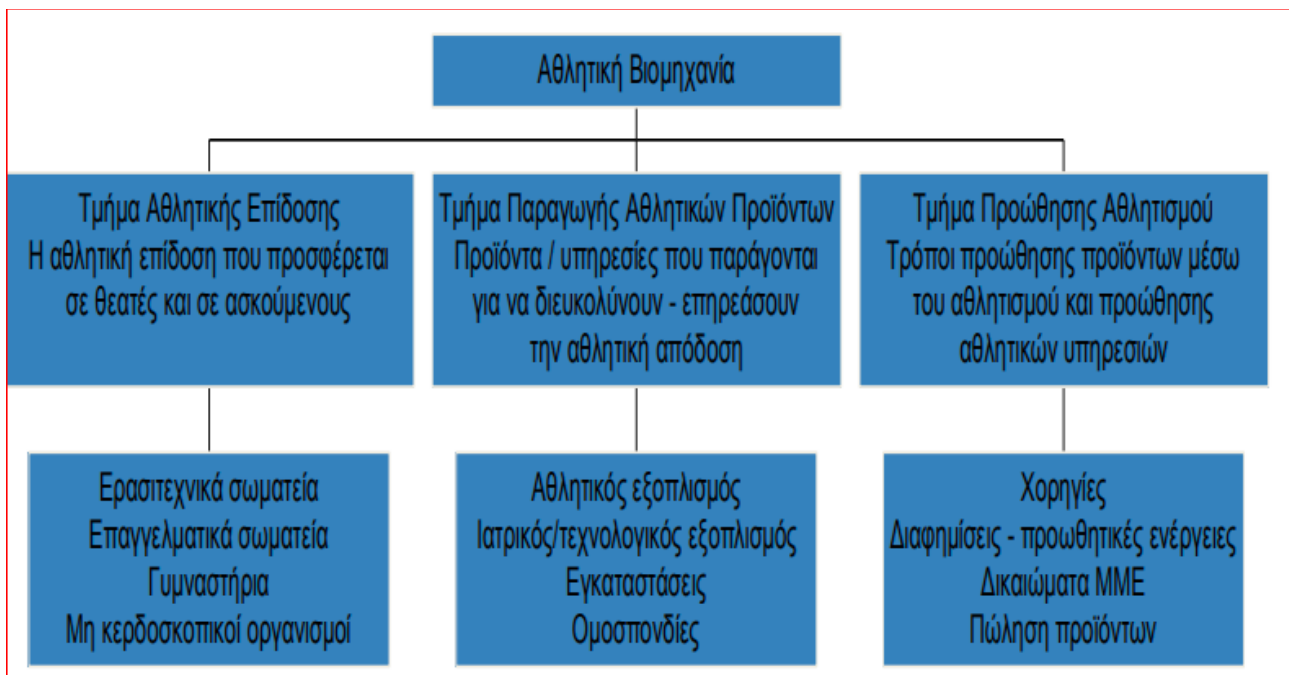 Αθλητική Βιομηχανία
Τμήμα Αθλητικής Επίδοσης
Η αθλητική επίδοση που προσφέρεται
σε θεατές και σε ασκούμενους
Τμήμα Παραγωγής Αθλητικών Προϊόντων
Προϊόντα / υπηρεσίες που παράγονται
για να διευκολύνουν - επηρεάσουν
την αθλητική απόδοση
Τμήμα Προώθησης Αθλητισμού
Τρόποι προώθησης προϊόντων μέσω
του αθλητισμού και προώθησης
αθλητικών υπηρεσιών
Ερασιτεχνικά σωματεία
Επαγγελματικά σωματεία
Γυμναστήρια
Μη κερδοσκοπικοί οργανισμοί
Αθλητικός εξοπλισμός
Ιατρικός/τεχνολογικός εξοπλισμός
Εγκαταστάσεις
Ομοσπονδίες
Χορηγίες
Διαφημίσεις - προωθητικές ενέργειες
Δικαιώματα ΜΜΕ
Πώληση προϊόντων